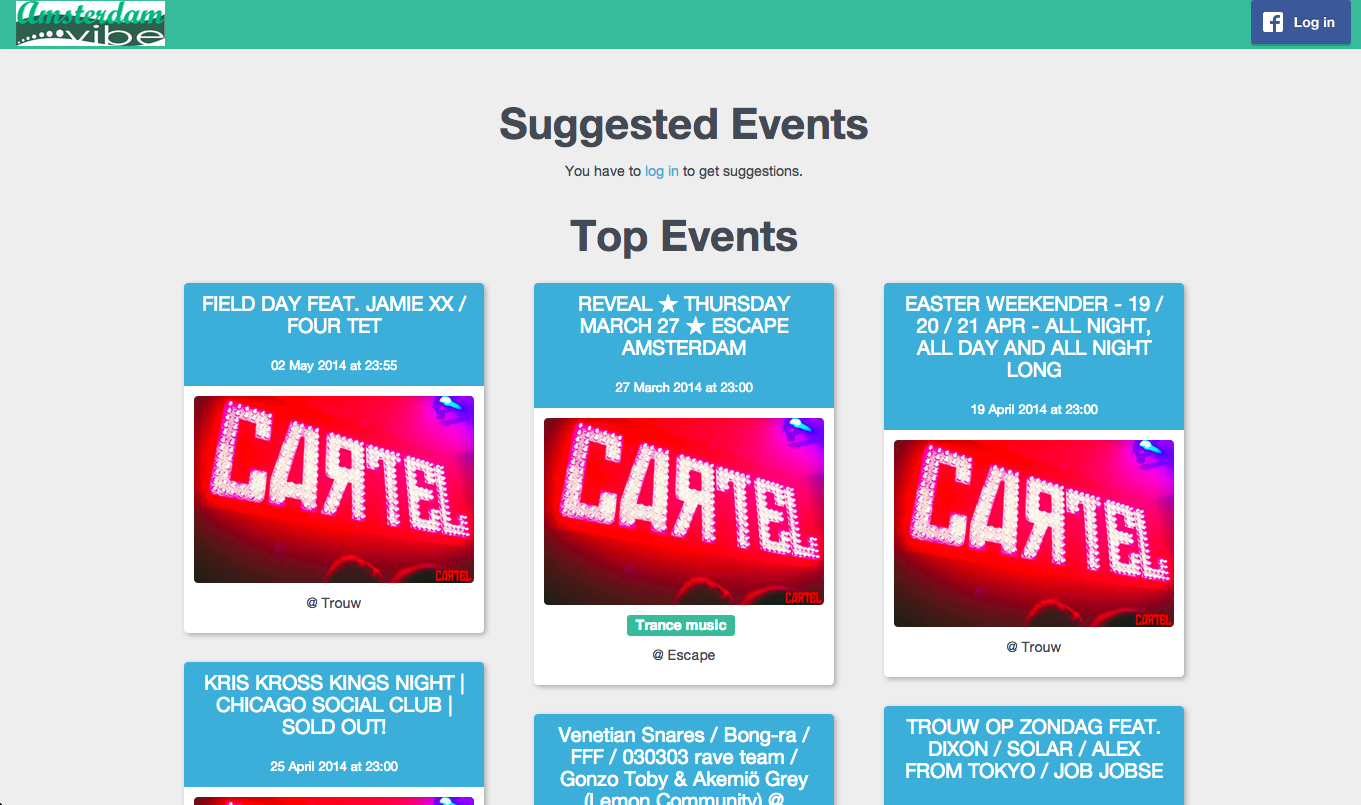 Amsterdam
vibe
Log in
Suggested Events
You have to log in to get suggestions.
Top Events
FIELD DAY FEAT. JAMIE XX /
FOUR TET
02 May 2014 at 23:55
CARTEL
CARTEL
@ Trouw
REVEAL ★ THURSDAY
MARCH 27 ★ ESCAPE
AMSTERDAM
27 March 2014 at 23:00
CARTEL
CARTEL
Trance music
@ Escape
EASTER WEEKENDER - 19 /
20 / 21 APR - ALL NIGHT,
ALL DAY AND ALL NIGHT
LONG
19 April 2014 at 23:00
CARTEL
CARTEL
@ Trouw
KRIS KROSS KINGS NIGHT |
CHICAGO SOCIAL CLUB |
SOLD OUT!
25 April 2014 at 23:00
Venetian Snares / Bong-ra /
FFF / 030303 rave team /
Gonzo Toby & Akemiö Grey
(Lemon Community) @
TROUW OP ZONDAG FEAT.
DIXON / SOLAR / ALEX
FROM TOKYO / JOB JOBSE